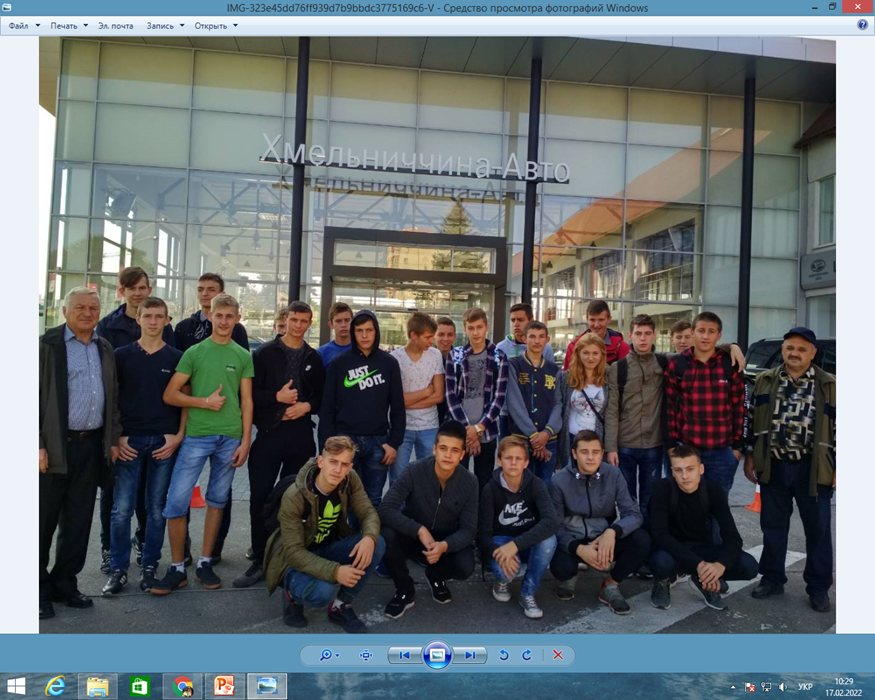 IMG-323e45dd76ff939d7b9bbdc3775169c6-V - Средство просмотра фотографий Windows
Файл Печать Эл. почта Запись Открыть
Хмельниччина-Авто
JUST
DO IT.
NIKE
УКР
10:29
17.02.2022